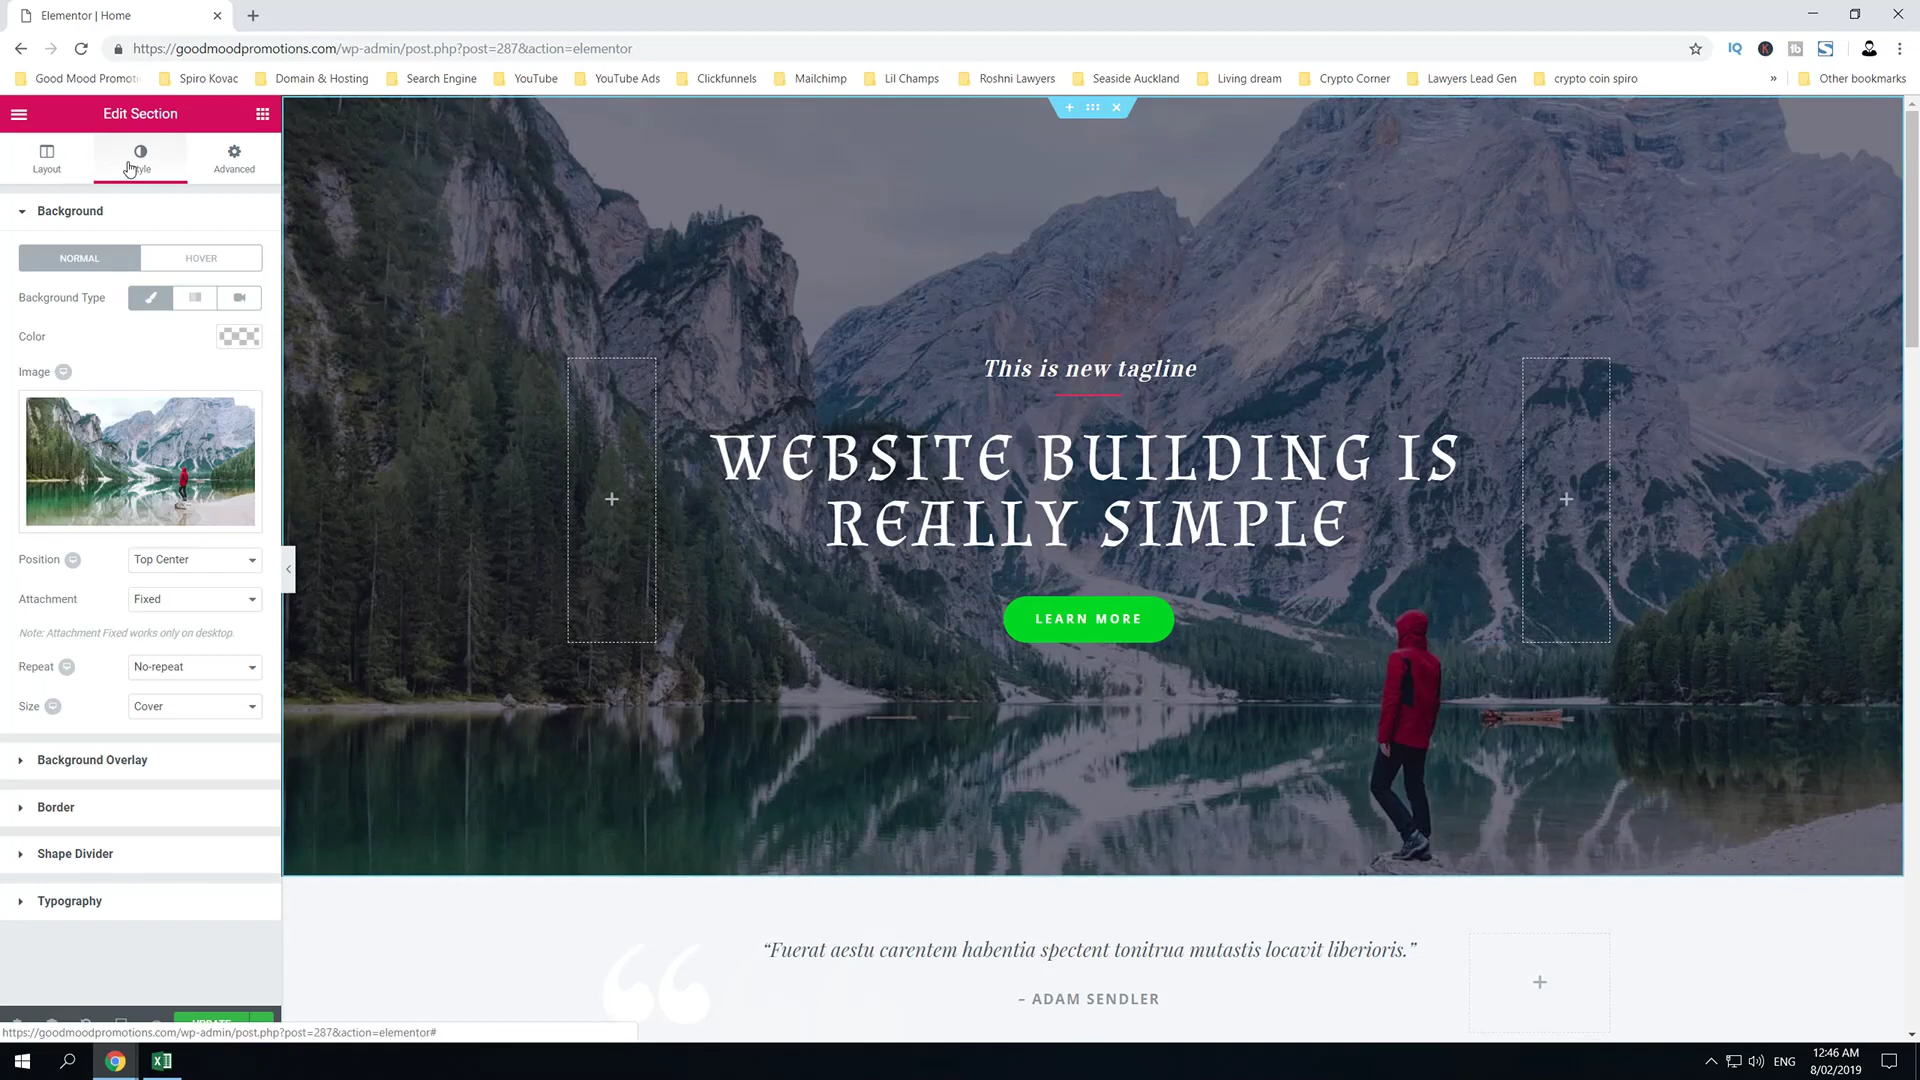 Elementor | Home
https://goodmoodpromotions.com/wp-admin/post.php?post=287&action=elementor
Good Mood Promoti
Spiro Kovac
Domain & Hosting
Search Engine
YouTube
YouTube Ads
Clickfunnels
Mailchimp
Lil Champs
Roshni Lawyers
Seaside Auckland
Living dream
Crypto Corner
Lawyers Lead Gen
crypto coin spiro
»
Other bookmarks
Edit Section
Layout
Style
Advanced
Background
NORMAL
HOVER
Background Type
Color
Image
Position
Top Center
Attachment
Fixed
Note: Attachment Fixed works only on desktop.
Repeat
No-repeat
Size
Cover
Background Overlay
Border
Shape Divider
Typography
UPDATE
https://goodmoodpromotions.com/wp-admin/post.php?post=287&action=elementor#
This is new tagline
WEBSITE BUILDING IS
REALLY SIMPLE
LEARN MORE
“Fuerat aestu carentem habentia spectent tonitrua mutastis locavit liberioris.”
– ADAM SENDLER
ENG
12:46 AM
8/02/2019